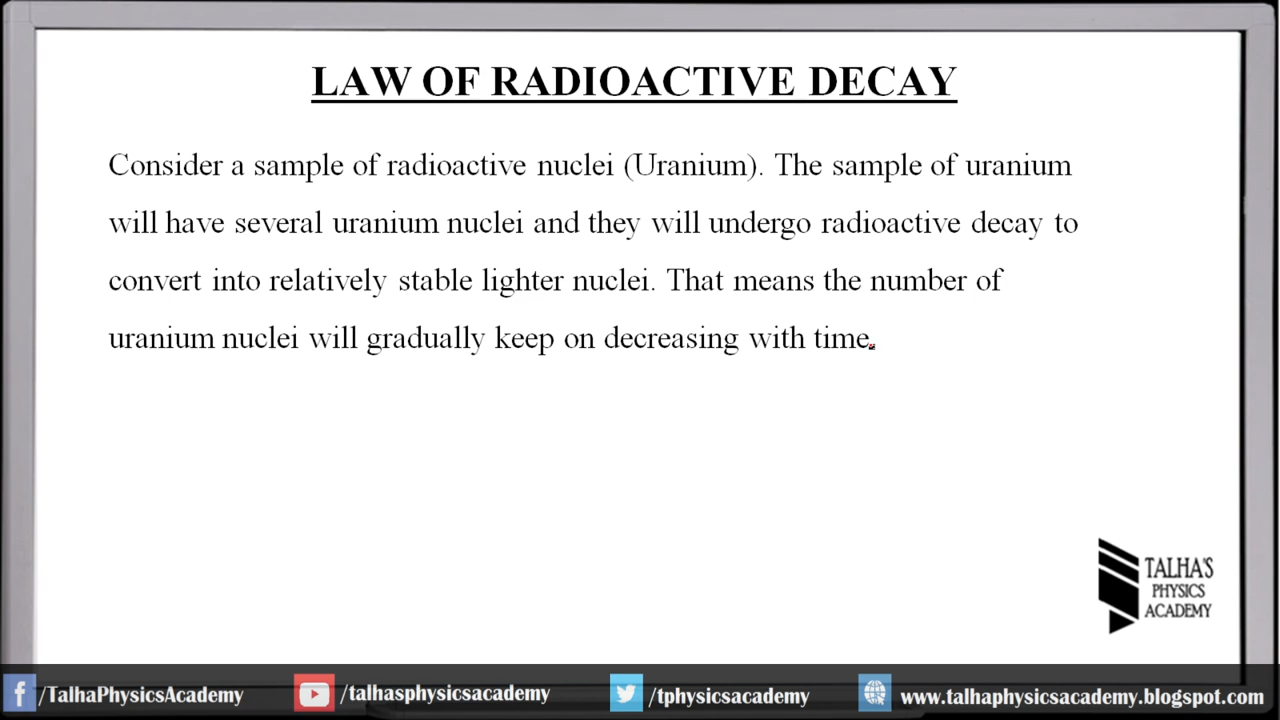 LAW OF RADIOACTIVE DECAY
Consider a sample of radioactive nuclei (Uranium). The sample of uranium
will have several uranium nuclei and they will undergo radioactive decay to
convert into relatively stable lighter nuclei. That means the number of
uranium nuclei will gradually keep on decreasing with time.
TALHA'S
PHYSICS
ACADEMY
/TalhaPhysicsAcademy
/talhasphysicsacademy
/tphysicsacademy
www.talhaphysicsacademy.blogspot.com